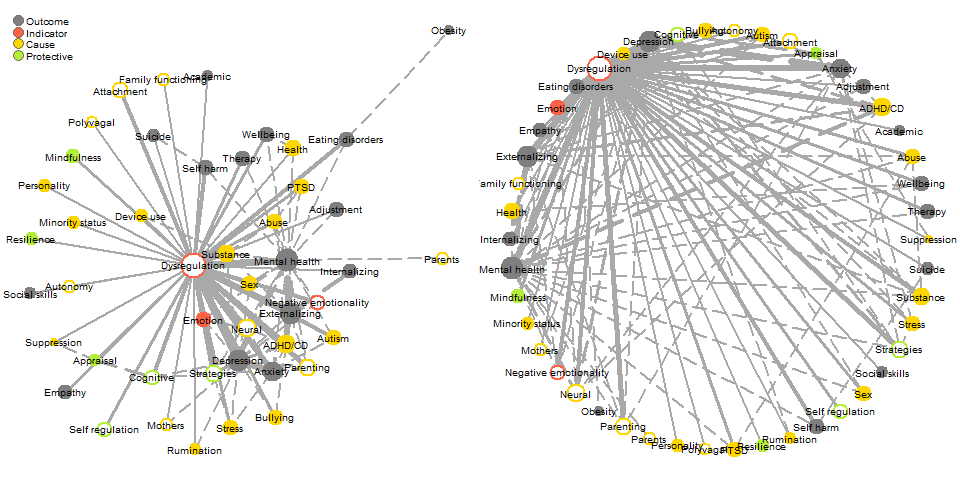 Outcome
Indicator
Cause
Protective
Obesity
Family functioning
Academic
Attachment
Polyvagal
Suicide
Wellbeing
Eating disorders
Health
Mindfulness
Therapy
Self harm
Personality
PTSD
Adjustment
Minority status
Device use
Abuse
Resilience
Substance
Dysregulation
Mental health
Parents
Internalizing
Autonomy
Sex
Social skills
Negative emotionality
Externalizing
Emotion
Neural
Suppression
ADHD/CD
Autism
Appraisal
Depression
Parenting
Cognitive
Strategies
Anxiety
Empathy
Bullying
Self regulation
Mothers
Stress
Rumination
Cognitive
Bullying
Autonomy
Autism
Depression
Attachment
Device use
Appraisal
Dysregulation
Anxiety
Eating disorders
Adjustment
Emotion
ADHD/CD
Empathy
Academic
Externalizing
Abuse
amily functioning
Wellbeing
Health
Therapy
Internalizing
Suppression
Mental health
Suicide
Mindfulness
Substance
Minority status
Stress
Mothers
Strategies
Negative emotionality
Social skills
Neural
Sex
Obesity
Self regulation
Parenting
Self harm
Parents
Rumination
Personality
Polyvagal
PTSD
Resilience